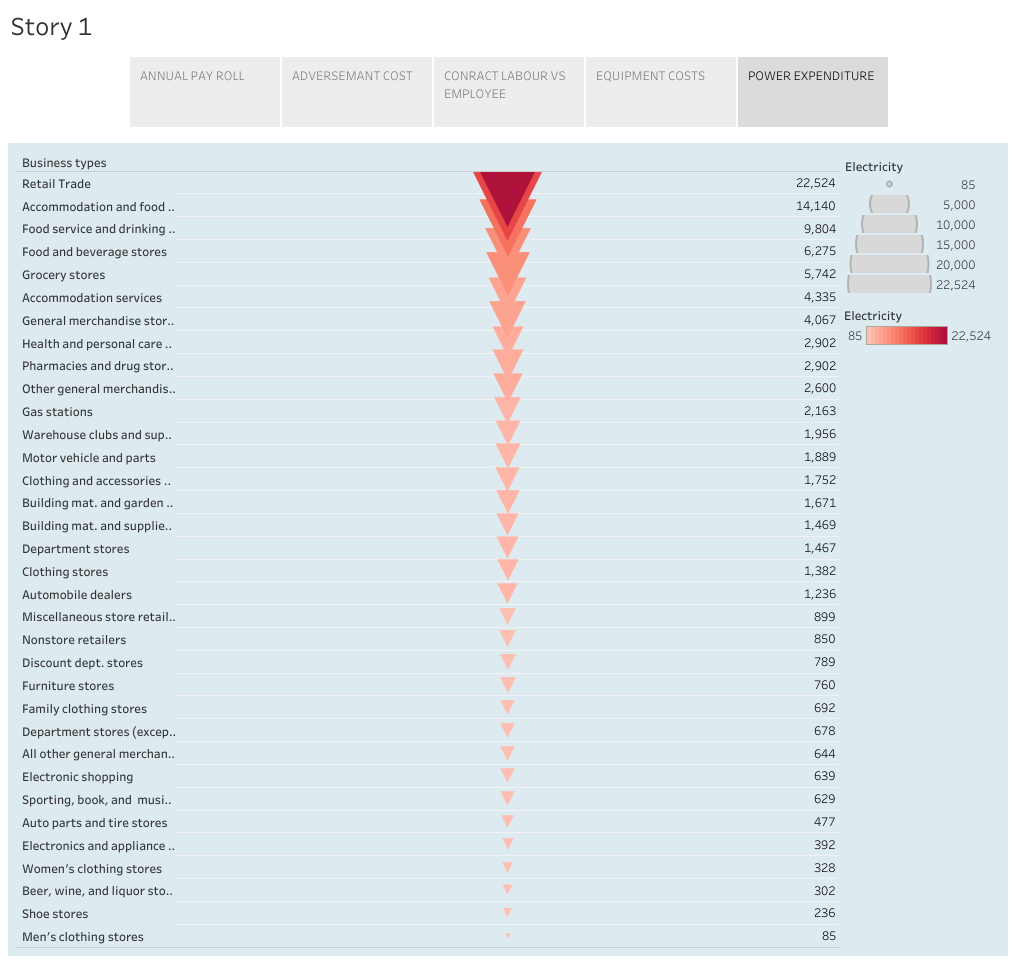 Story 1
ANNUAL PAY ROLL
ADVERSEMANT COST
CONRACT LABOUR VS
EMPLOYEE
EQUIPMENT COSTS
POWER EXPENDITURE
Business types
Retail Trade 22,524
Accommodation and food .. 14,140
Food service and drinking .. 9,804
Food and beverage stores 6,275
Grocery stores 5,742
Accommodation services 4,335
General merchandise stor.. 4,067
Health and personal care .. 2,902
Pharmacies and drug stor.. 2,902
Other general merchandis.. 2,600
Gas stations 2,163
Warehouse clubs and sup.. 1,956
Motor vehicle and parts 1,889
Clothing and accessories .. 1,752
Building mat. and garden .. 1,671
Building mat. and supplie.. 1,469
Department stores 1,467
Clothing stores 1,382
Automobile dealers 1,236
Miscellaneous store retail.. 899
Nonstore retailers 850
Discount dept. stores 789
Furniture stores 760
Family clothing stores 692
Department stores (excep.. 678
All other general merchan.. 644
Electronic shopping 639
Sporting, book, and  musi.. 629
Auto parts and tire stores 477
Electronics and appliance .. 392
Women’s clothing stores 328
Beer, wine, and liquor sto.. 302
Shoe stores 236
Men’s clothing stores 85
Electricity
85
5,000
10,000
15,000
20,000
22,524
Electricity
85 22,524